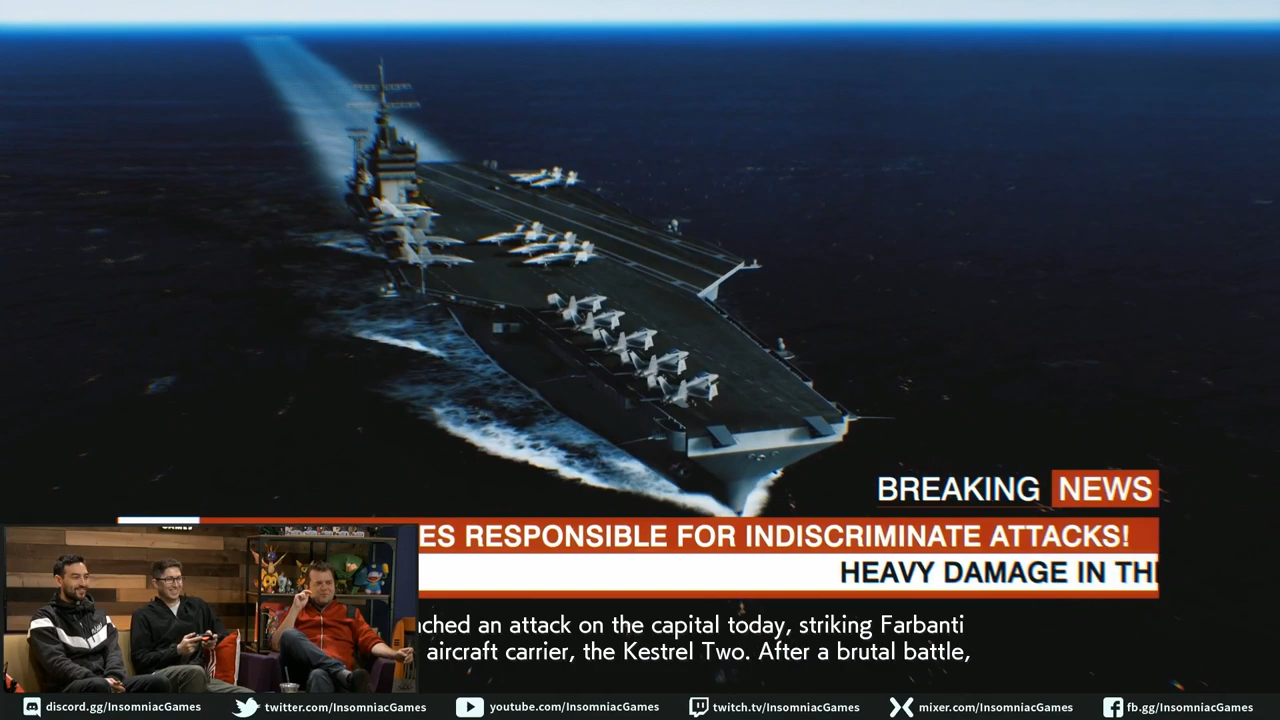 BREAKING NEWS
ES RESPONSIBLE FOR INDISCRIMINATE ATTACKS!
HEAVY DAMAGE IN TH
ched an attack on the capital today, striking Farbanti
aircraft carrier, the Kestrel Two. After a brutal battle,
discord.gg/InsomniacGames
twitter.com/InsomniacGames
youtube.com/InsomniacGames
twitch.tv/InsomniacGames
mixer.com/InsomniacGames
fb.gg/InsomniacGames